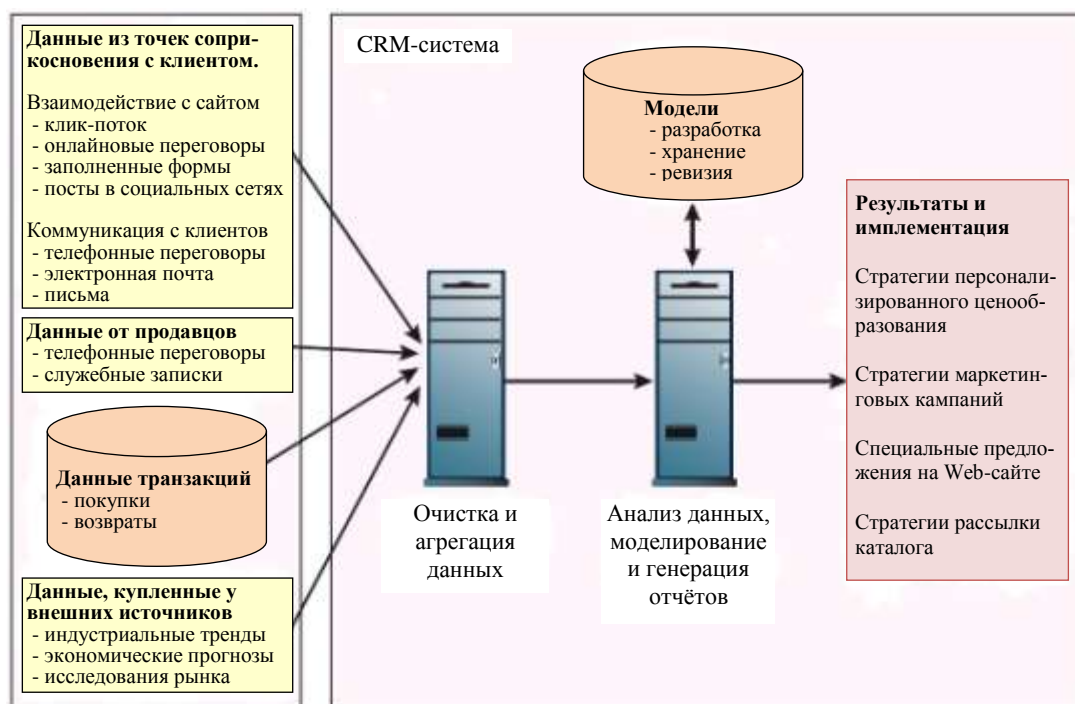 Данные из точек сопри-
косновения с клиентом.
Взаимодействие с сайтом
- клик-поток
- онлайновые переговоры
- заполненные формы
- посты в социальных сетях
Коммуникация с клиентов
- телефонные переговоры
- электронная почта
- письма
Данные от продавцов
- телефонные переговоры
- служебные записки
Данные транзакций
- покупки
- возвраты
Данные, купленные у
внешних источников
- индустриальные тренды
- экономические прогнозы
- исследования рынка
CRM-система
Модели
- разработка
- хранение
- ревизия
Очистка и
агрегация
данных
Анализ данных,
моделирование
и генерация
отчётов
Результаты и
имплементация
Стратегии персонали-
зированного ценооб-
разования
Стратегии маркетин-
говых кампаний
Специальные предло-
жения на Web-сайте
Стратегии рассылки
каталога